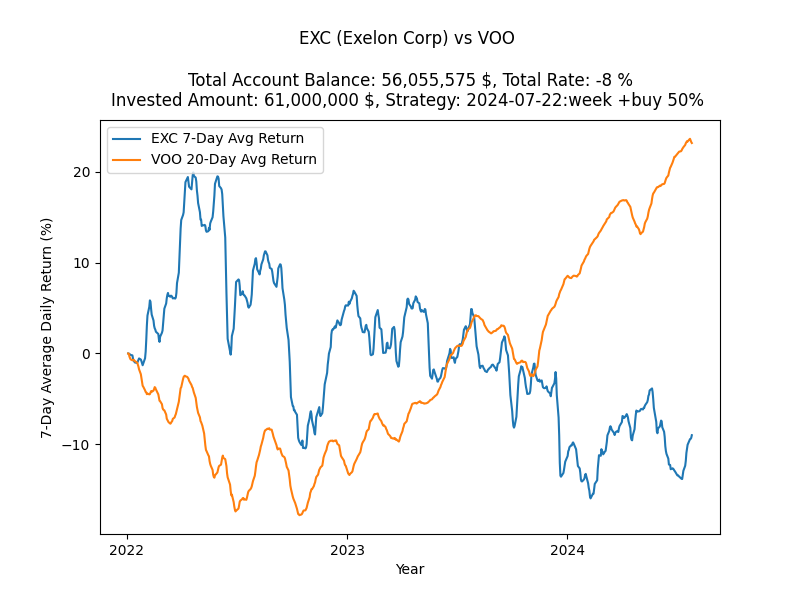 EXC (Exelon Corp) vs VOO
Total Account Balance: 56,055,575 $, Total Rate: -8 %
Invested Amount: 61,000,000 $, Strategy: 2024-07-22:week +buy 50%
EXC 7-Day Avg Return
VOO 20-Day Avg Return
7-Day Average Daily Return (%)
20
10
0
−10
2022
2023
2024
Year